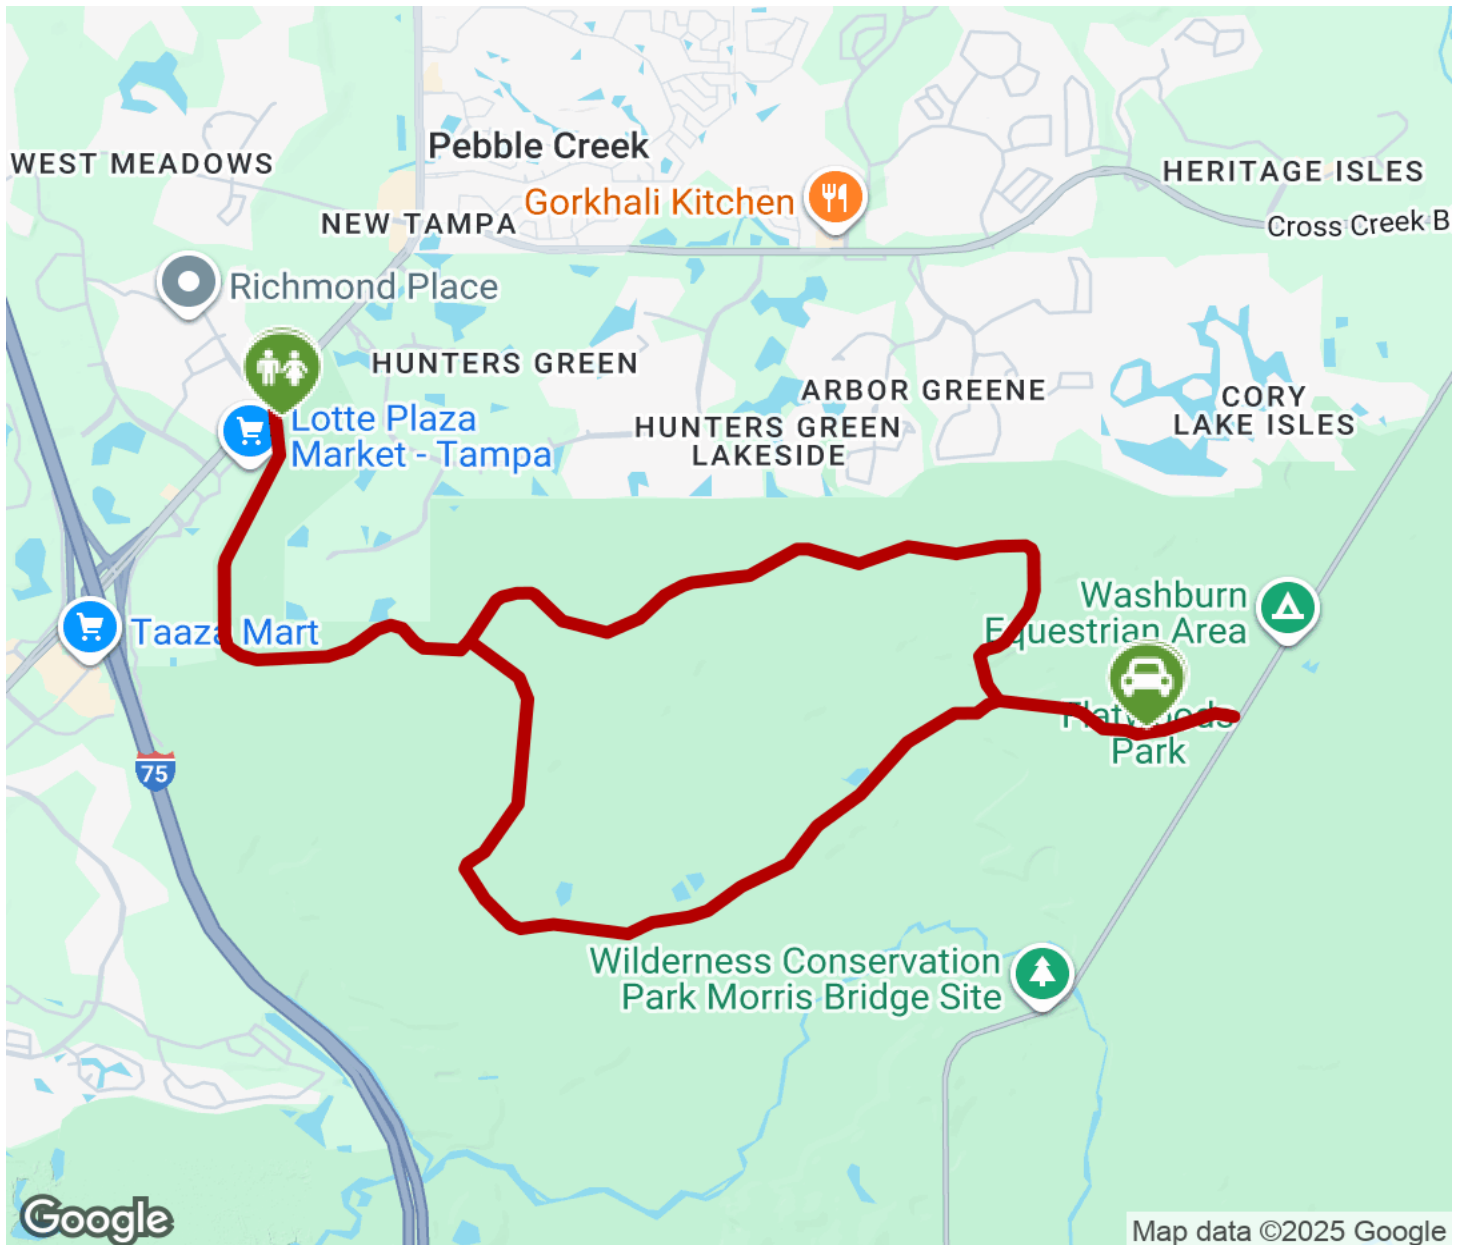 Pebble Creek
WEST MEADOWS
HERITAGE ISLES
Gorkhali Kitchen
NEW TAMPA
Cross Creek B
Richmond Place
HUNTERS GREEN
ARBOR GREENE
CORY
LAKE ISLES
Lotte Plaza
Market - Tampa
HUNTERS GREEN
LAKESIDE
Washburn
Equestrian Area
Taaza Mart
Flatwoods
Park
75
Wilderness Conservation
Park Morris Bridge Site
Google
Map data ©2025 Google